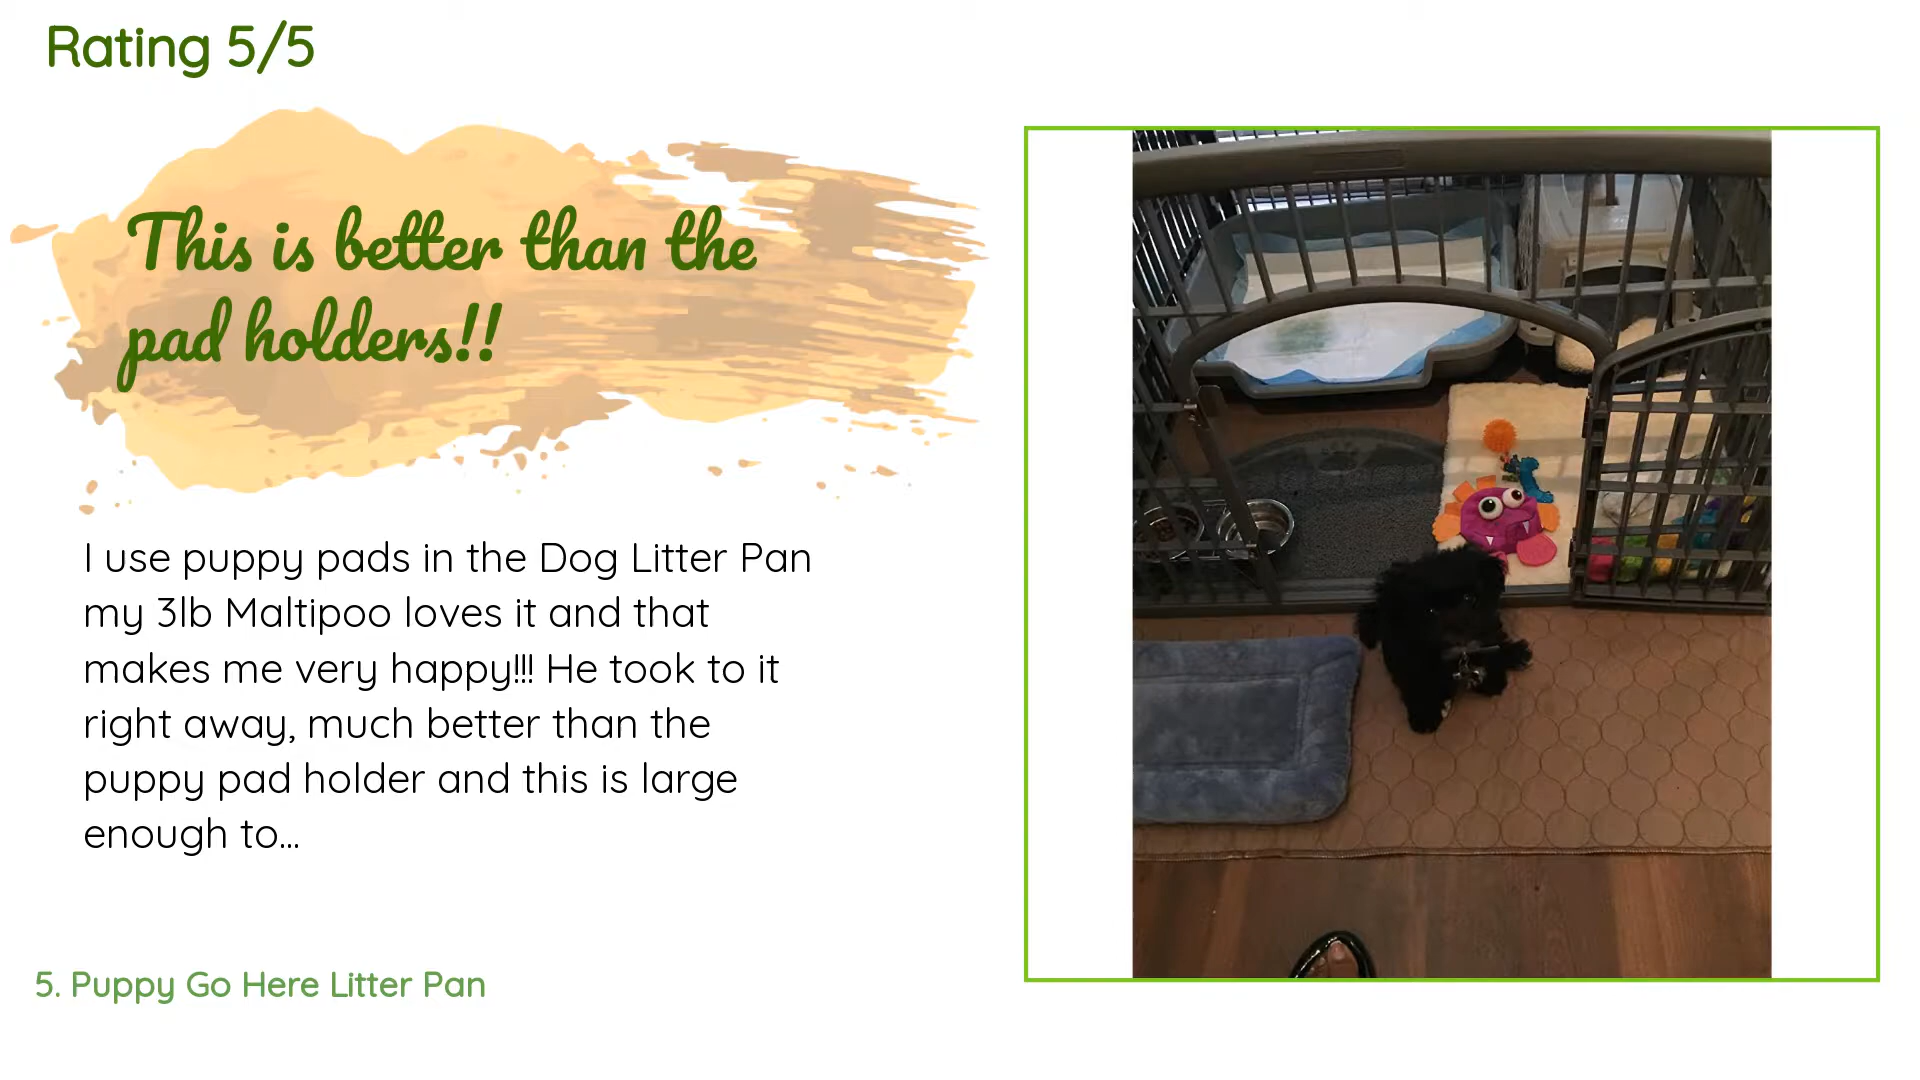 Rating 5/5
This is better than the
pad holders!!
I use puppy pads in the Dog Litter Pan
my 3lb Maltipoo loves it and that
makes me very happy!!! He took to it
right away, much better than the
puppy pad holder and this is large
enough to...
5. Puppy Go Here Litter Pan